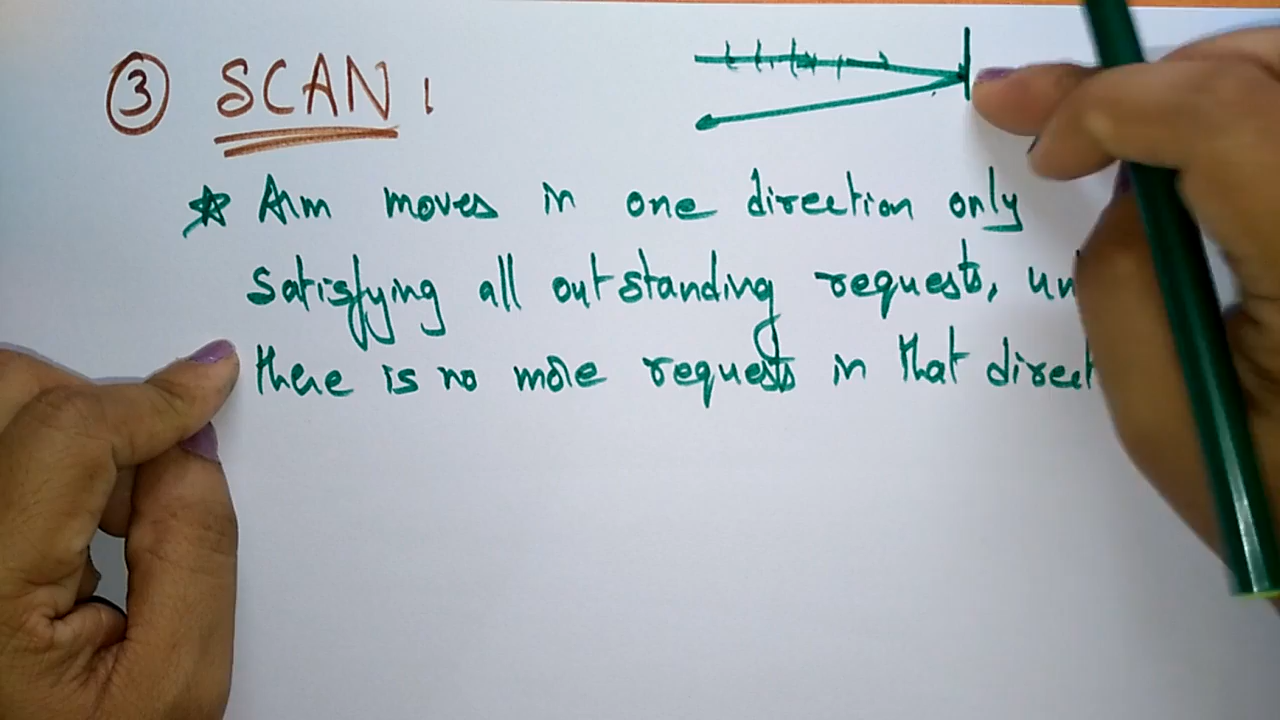 ③ SCAN :
☆ Arm moves in one direction only
satisfying all outstanding requests, un
there is no more requests in that direct